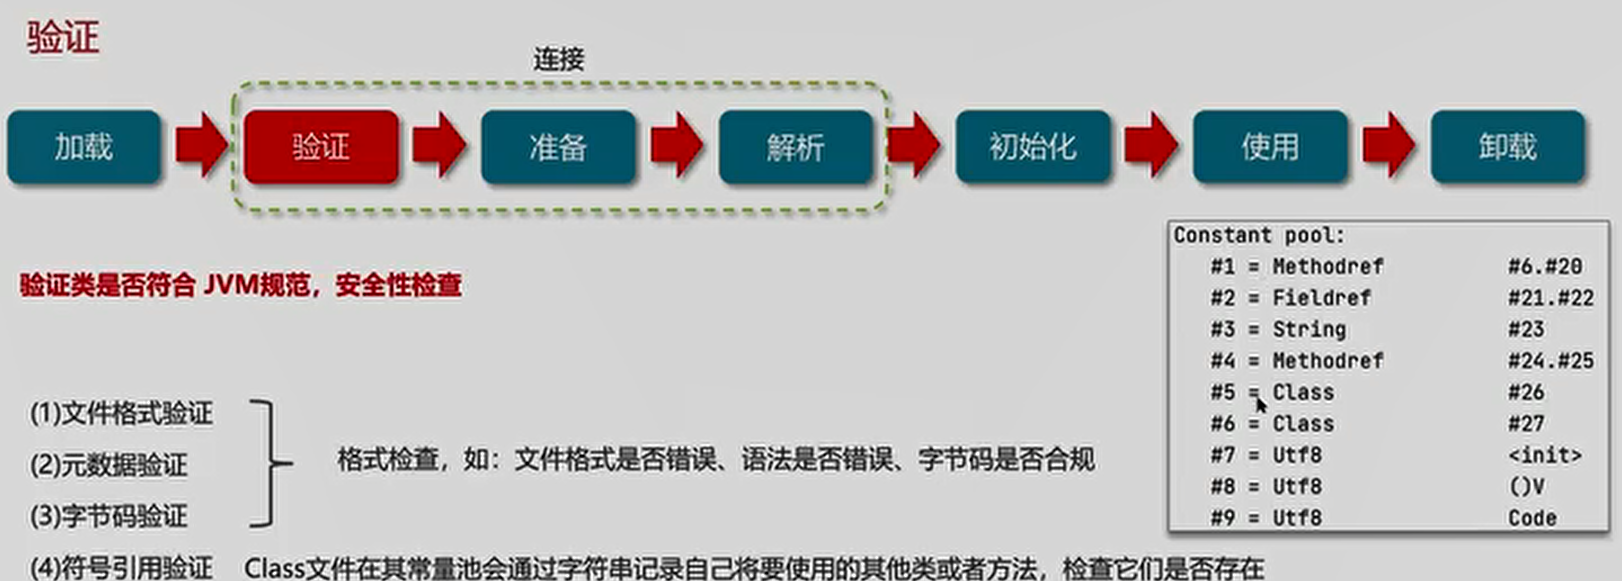 验证
连接
加载
验证
准备
解析
初始化
使用
卸载
验证类是否符合 JVM规范，安全性检查
Constant pool:
#1 = Methodref #6.#20
#2 = Fieldref #21.#22
#3 = String #23
#4 = Methodref #24.#25
#5 = Class #26
#6 = Class #27
#7 = Utf8 <init>
#8 = Utf8 ()V
#9 = Utf8 Code
(1)文件格式验证
(2)元数据验证
(3)字节码验证
格式检查，如：文件格式是否错误、语法是否错误、字节码是否合规
(4)符号引用验证 Class文件在其常量池会通过字符串记录自己将要使用的其他类或者方法，检查它们是否存在